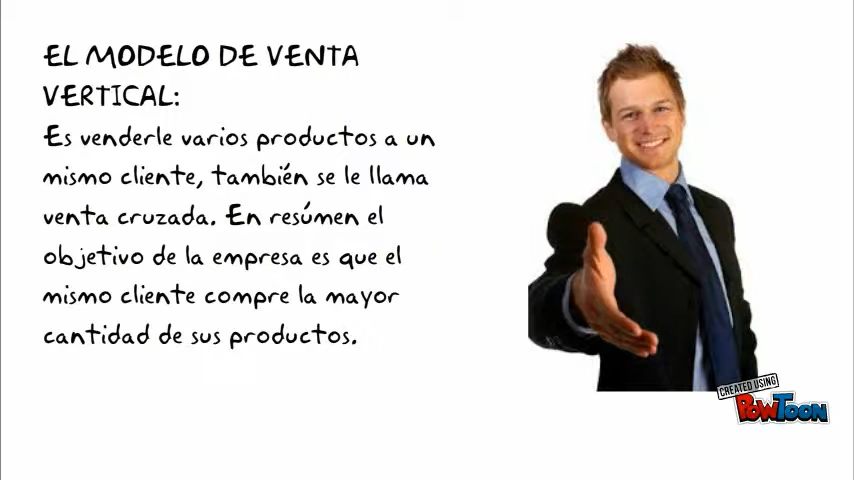 EL MODELO DE VENTA
VERTICAL:
Es venderle varios productos a un
mismo cliente, también se le llama
venta cruzada. En resúmen el
objetivo de la empresa es que el
mismo cliente compre la mayor
cantidad de sus productos.
CREATED USING
POWTOON